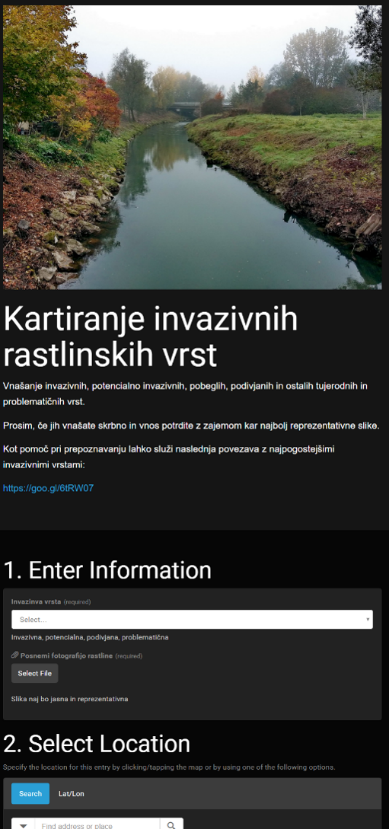 Kartiranje invazivnih
rastlinskih vrst
Vnašanje invazivnih, potencialno invazivnih, pobeglih, podivjanih in ostalih tujerodnih in
problematičnih vrst.
Prosim, če jih vnašate skrbno in vnos potrdite z zajemom kar najbolj reprezentativne slike.
Kot pomoč pri prepoznavanju lahko služi naslednja povezava z najpogostejšimi
invazivnimi vrstami:
https://goo.gl/6tRW07
1. Enter Information
Invazivna vrsta (required)
Select...
Invazivna, potencialna, podivjana, problematična
Posnemi fotografijo rastline (required)
Select File
Slika naj bo jasna in reprezentativna
2. Select Location
Specify the location for this entry by clicking/tapping the map or by using one of the following options.
Search Lat/Lon
Find address or place